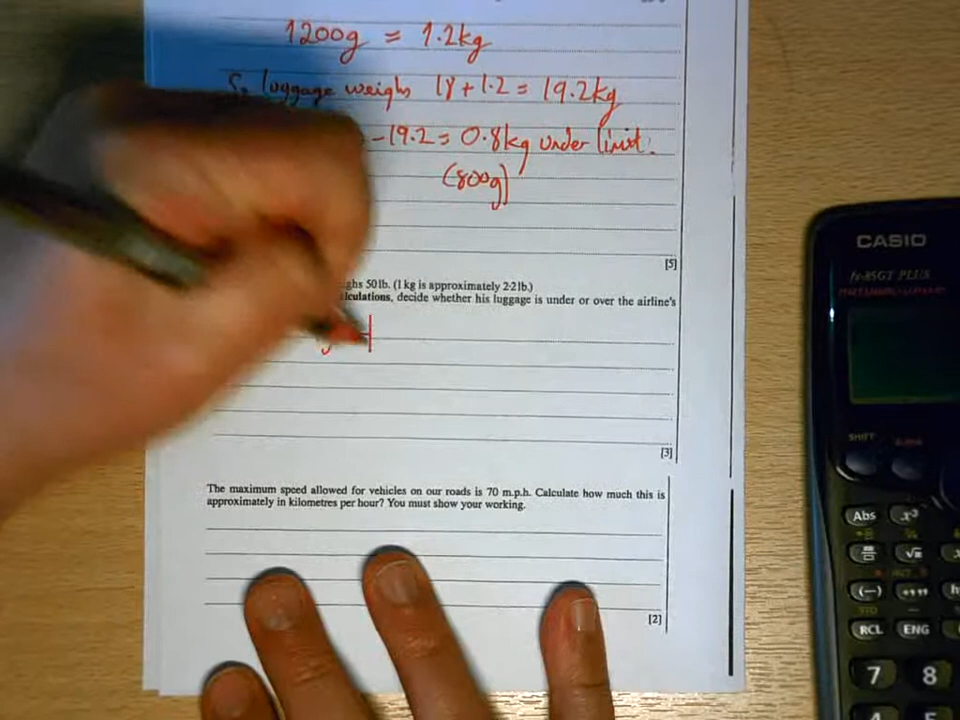 1200g = 1.2kg
So luggage weighs 18 + 1.2 = 19.2kg
- 19.2 = 0.8kg under limit.
(800g)
[5]
ghs 50lb. (1 kg is approximately 2·2lb.)
lculations, decide whether his luggage is under or over the airline's
[3]
The maximum speed allowed for vehicles on our roads is 70 m.p.h. Calculate how much this is
approximately in kilometres per hour? You must show your working.
[2]
CASIO
fx-85GT PLUS
SHIFT
Abs
x³
(—)
RCL
ENG
7
8